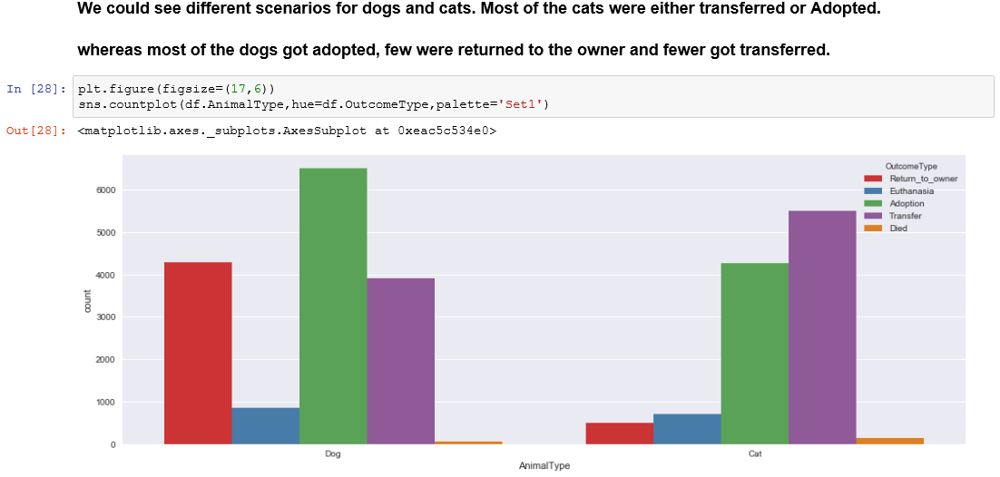 We could see different scenarios for dogs and cats. Most of the cats were either transferred or Adopted.
whereas most of the dogs got adopted, few were returned to the owner and fewer got transferred.
In [28]: plt.figure(figsize=(17,6))
sns.countplot(df.AnimalType,hue=df.OutcomeType,palette='Set1')
Out[28]: <matplotlib.axes._subplots.AxesSubplot at 0xeac5c534e0>
OutcomeType
Return_to_owner
Euthanasia
Adoption
Transfer
Died
6000
5000
4000
3000
2000
1000
0
count
Dog
Cat
AnimalType